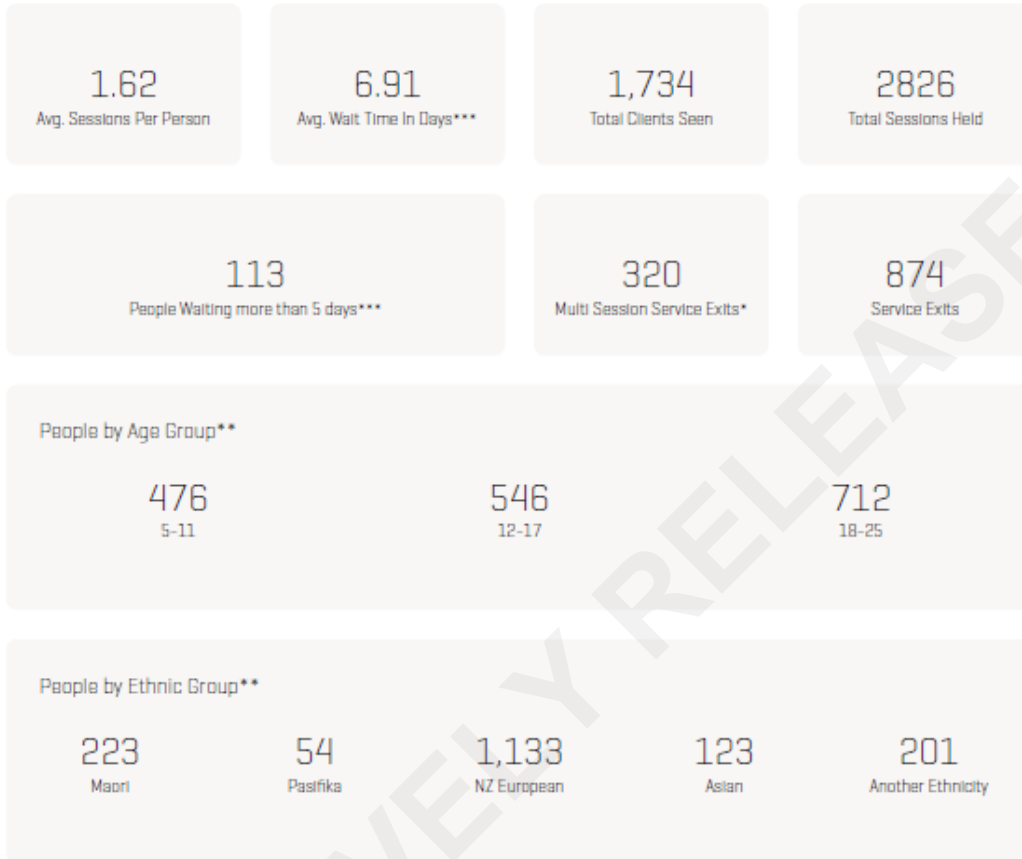 1.62
Avg. Sessions Per Person
6.91
Avg. Wait Time In Days***
1,734
Total Clients Seen
2826
Total Sessions Held
113
People Waiting more than 5 days***
320
Multi Session Service Exits*
874
Service Exits
People by Age Group**
476
5-11
546
12-17
712
18-25
People by Ethnic Group**
223
Maori
54
Pasifika
1,133
NZ European
123
Asian
201
Another Ethnicity
VELY RELEASE